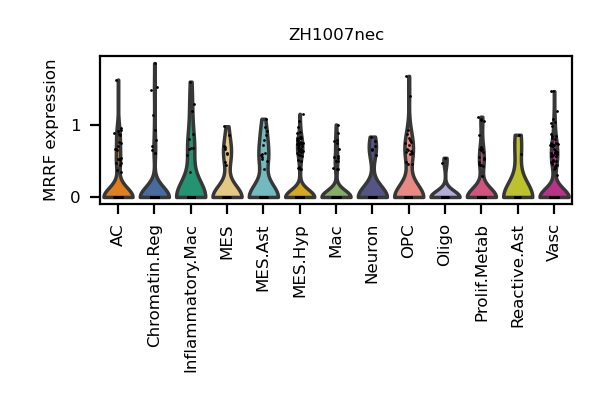 ZH1007nec
MRRF expression
1
0
AC
Chromatin.Reg
Inflammatory.Mac
MES
MES.Ast
MES.Hyp
Mac
Neuron
OPC
Oligo
Prolif.Metab
Reactive.Ast
Vasc